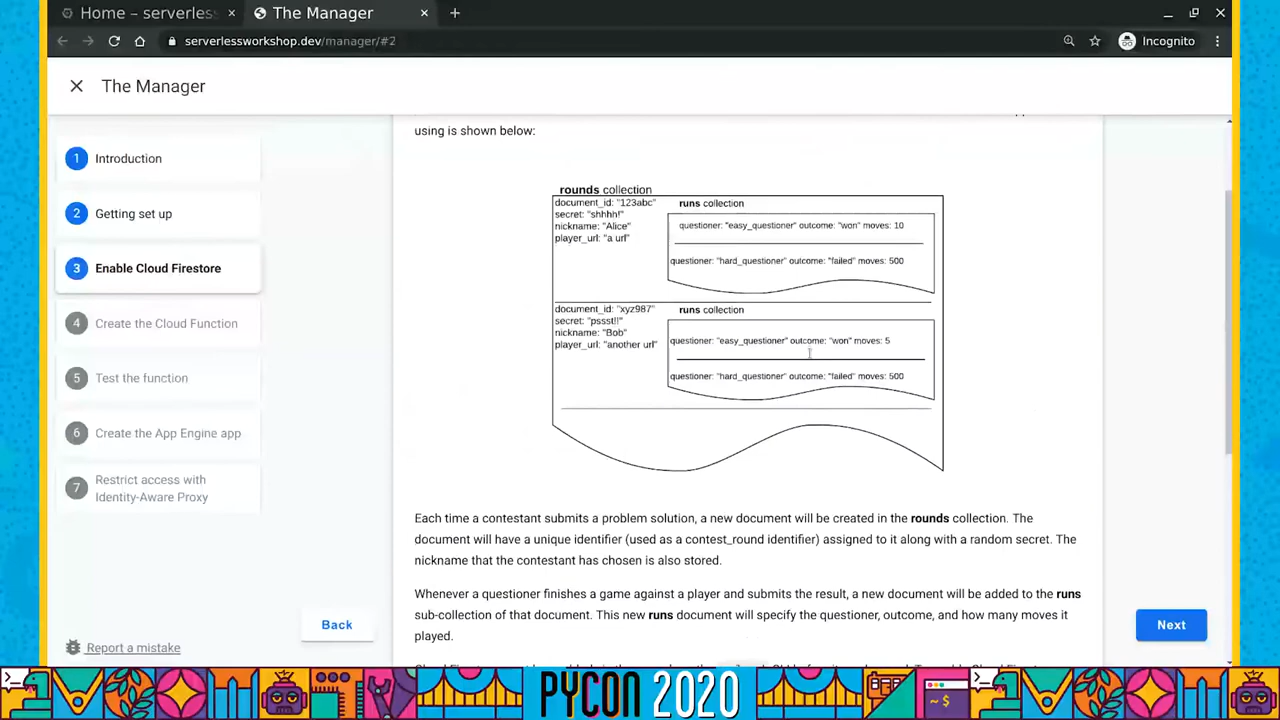 Home – serverless
The Manager
serverlessworkshop.dev/manager/#2
Incognito
The Manager
1 Introduction
2 Getting set up
3 Enable Cloud Firestore
4 Create the Cloud Function
5 Test the function
6 Create the App Engine app
7 Restrict access with
Identity-Aware Proxy
Report a mistake
Back
Next
using is shown below:
rounds collection
document_id: "123abc"
secret: "shhhh!"
nickname: "Alice"
player_url: "a url"
runs collection
questioner: "easy_questioner" outcome: "won" moves: 10
questioner: "hard_questioner" outcome: "failed" moves: 500
document_id: "xyz987"
secret: "pssst!!"
nickname: "Bob"
player_url: "another url"
runs collection
questioner: "easy_questioner" outcome: "won" moves: 5
questioner: "hard_questioner" outcome: "failed" moves: 500
Each time a contestant submits a problem solution, a new document will be created in the rounds collection. The
document will have a unique identifier (used as a contest_round identifier) assigned to it along with a random secret. The
nickname that the contestant has chosen is also stored.
Whenever a questioner finishes a game against a player and submits the result, a new document will be added to the runs
sub-collection of that document. This new runs document will specify the questioner, outcome, and how many moves it
played.
PYCON 2020
~$